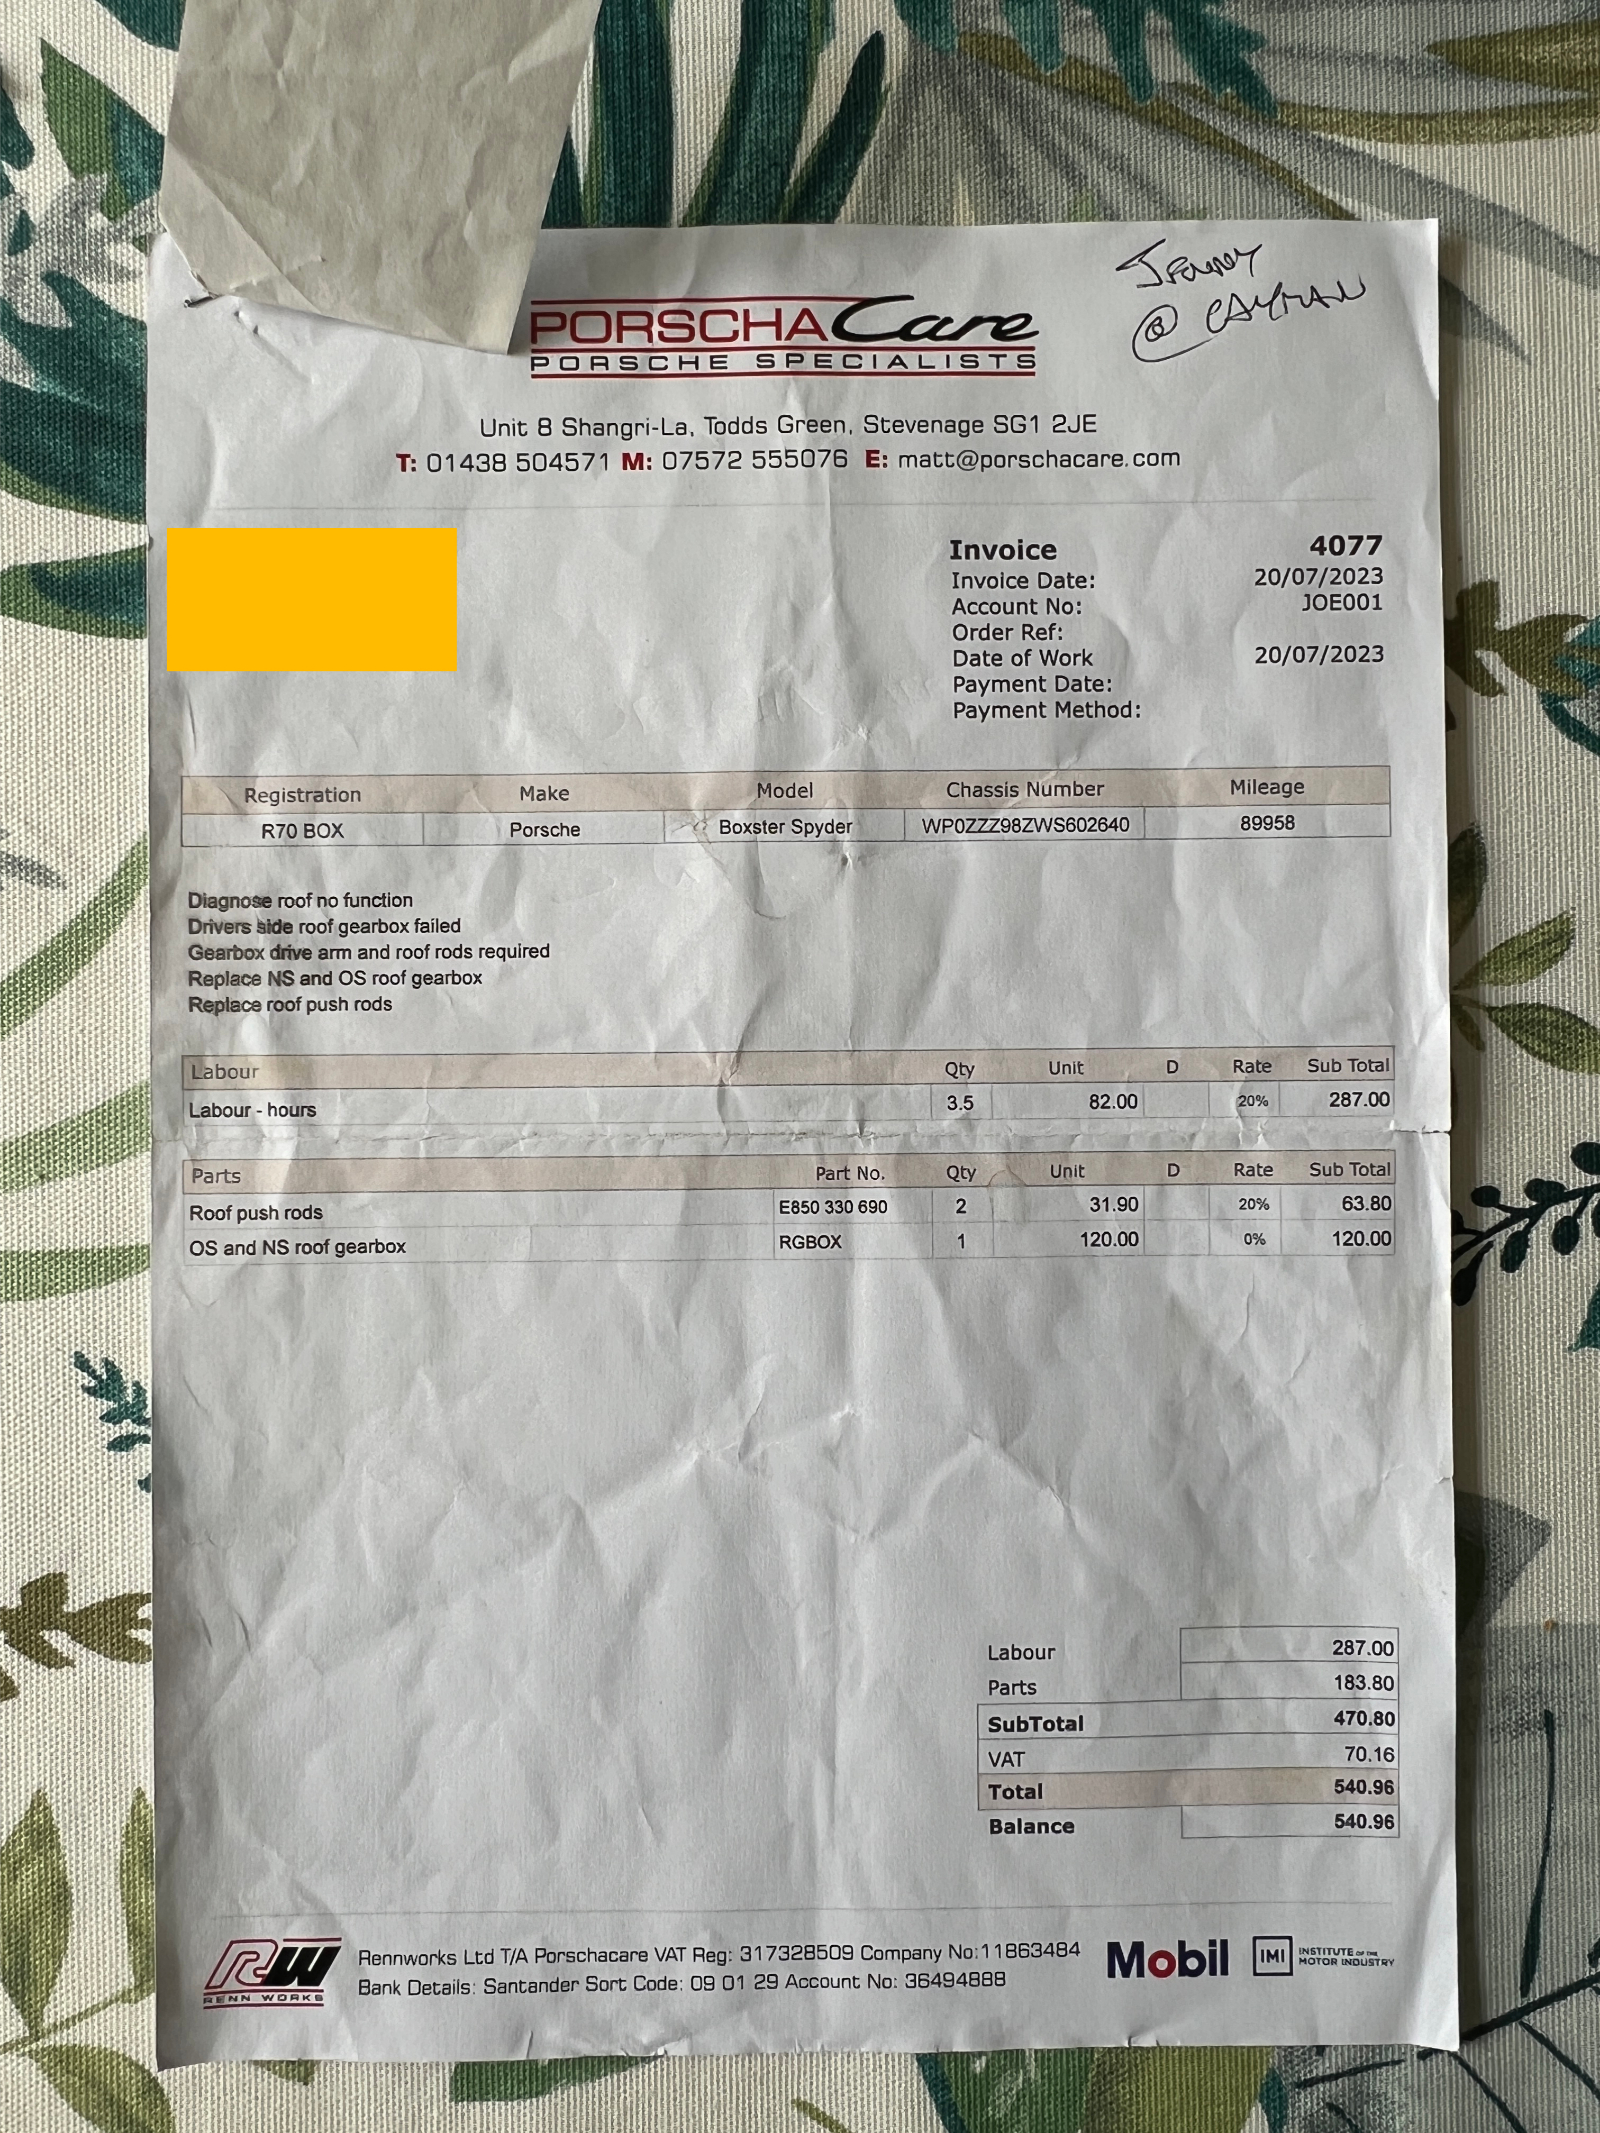 @ CAYMAN
PORSCHACare
PORSCHE SPECIALISTS
Unit 8 Shangri-La, Todds Green, Stevenage SG1 2JE
T: 01438 504571 M: 07572 555076 E: matt@porschacare.com
Invoice 4077
Invoice Date: 20/07/2023
Account No: JOE001
Order Ref:
Date of Work 20/07/2023
Payment Date:
Payment Method:
Registration Make Model Chassis Number Mileage
R70 BOX Porsche Boxster Spyder WP0ZZZ98ZWS602640 89958
Diagnose roof no function
Drivers side roof gearbox failed
Gearbox drive arm and roof rods required
Replace NS and OS roof gearbox
Replace roof push rods
Labour Qty Unit D Rate Sub Total
Labour - hours 3.5 82.00 20% 287.00
Parts Part No. Qty Unit D Rate Sub Total
Roof push rods E850 330 690 2 31.90 20% 63.80
OS and NS roof gearbox RGBOX 1 120.00 0% 120.00
Labour 287.00
Parts 183.80
SubTotal 470.80
VAT 70.16
Total 540.96
Balance 540.96
RW
RENN WORKS
Rennworks Ltd T/A Porschacare VAT Reg: 317328509 Company No:11863484
Bank Details: Santander Sort Code: 09 01 29 Account No: 36494888
Mobil
IMI
INSTITUTE OF THE
MOTOR INDUSTRY